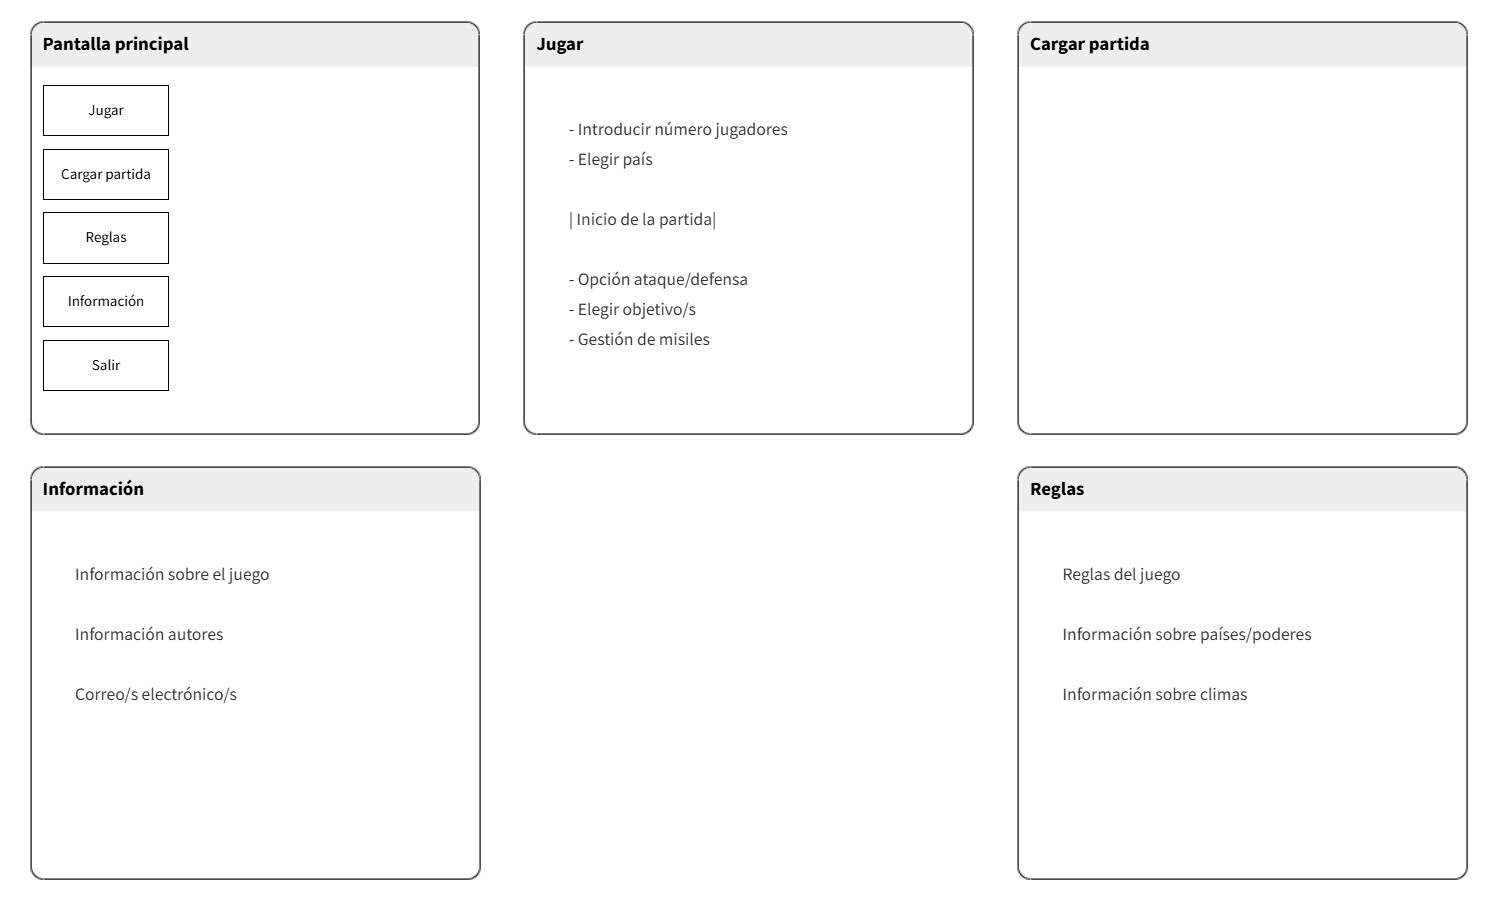 Pantalla principal
Jugar
Cargar partida
Reglas
Información
Salir
Jugar
- Introducir número jugadores
- Elegir país
| Inicio de la partida|
- Opción ataque/defensa
- Elegir objetivo/s
- Gestión de misiles
Cargar partida
Información
Información sobre el juego
Información autores
Correo/s electrónico/s
Reglas
Reglas del juego
Información sobre países/poderes
Información sobre climas